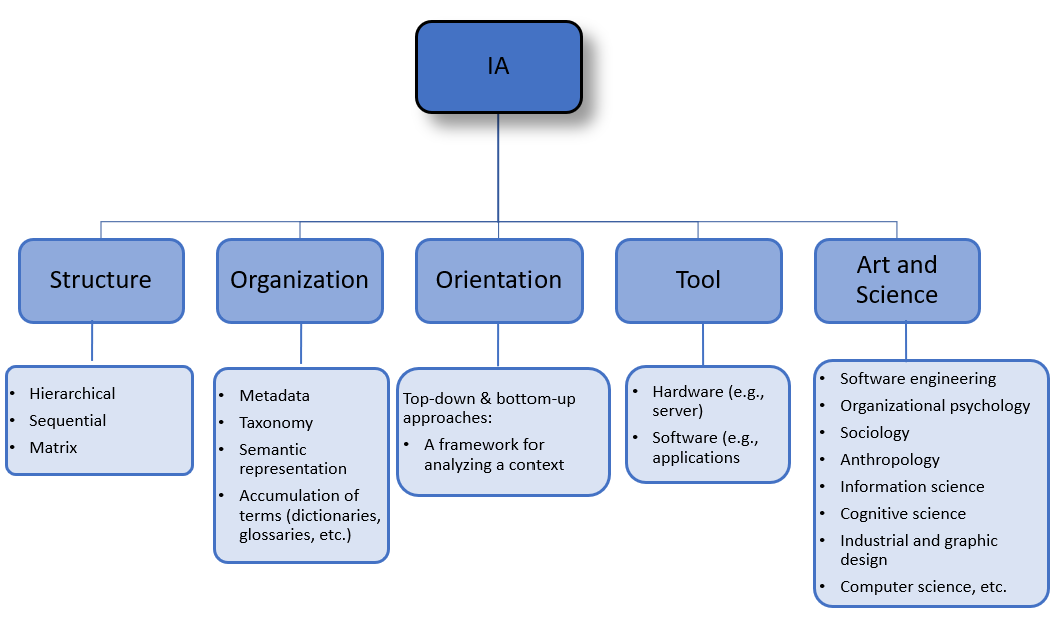 IA
Structure
Organization
Orientation
Tool
Art and
Science
• Hierarchical
• Sequential
• Matrix
• Metadata
• Taxonomy
• Semantic
representation
• Accumulation of
terms (dictionaries,
glossaries, etc.)
Top-down & bottom-up
approaches:
• A framework for
analyzing a context
• Hardware (e.g.,
server)
• Software (e.g.,
applications
• Software engineering
• Organizational psychology
• Sociology
• Anthropology
• Information science
• Cognitive science
• Industrial and graphic
design
• Computer science, etc.